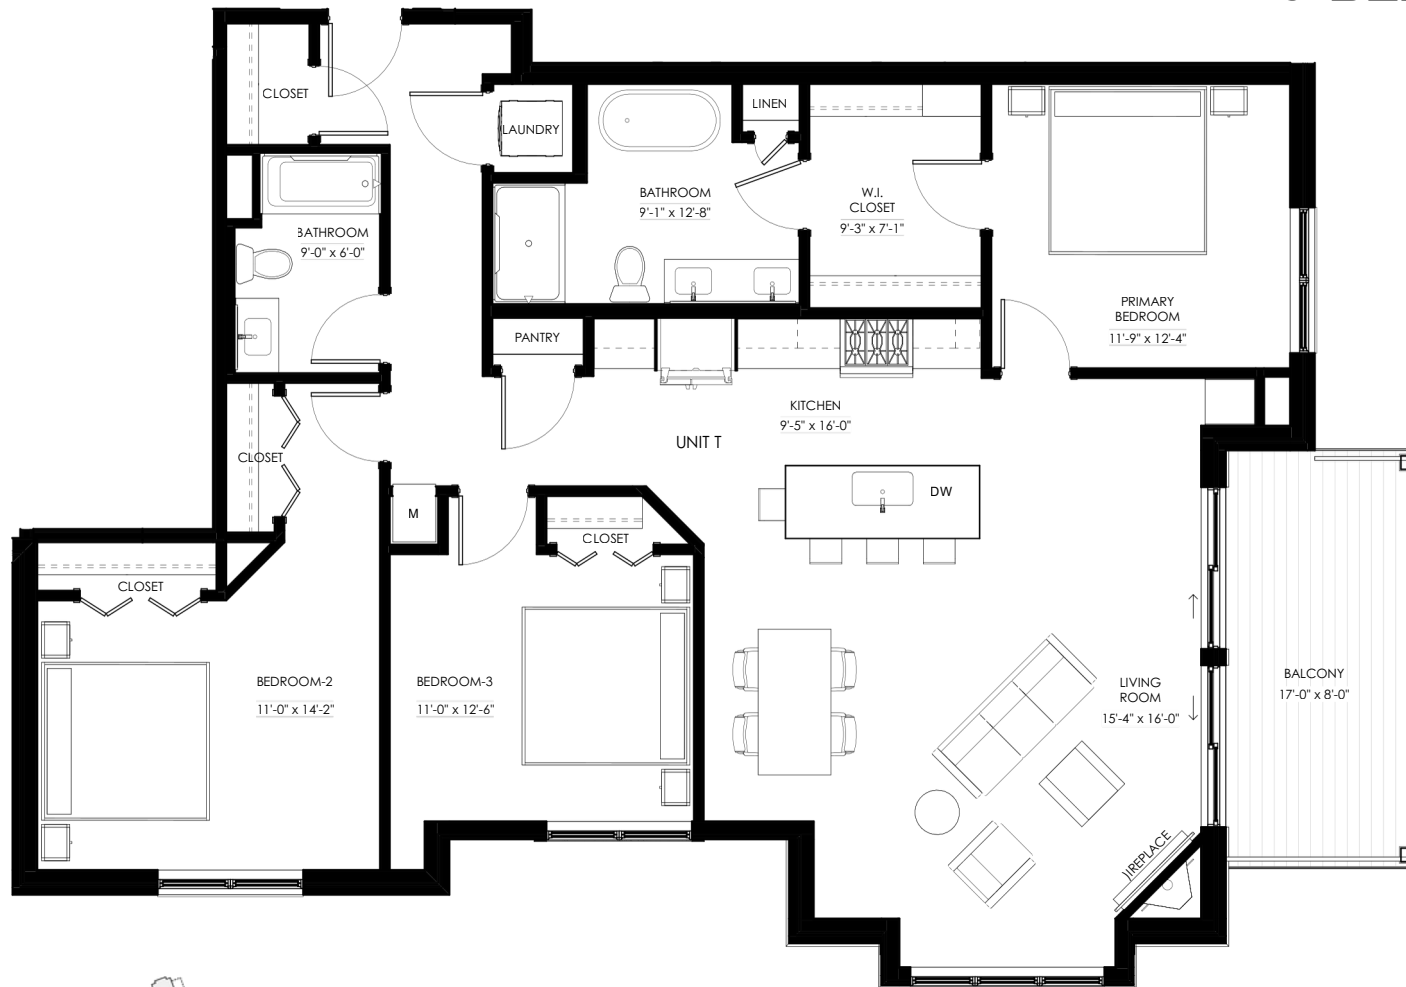 CLOSET
LAUNDRY
LINEN
BATHROOM
9'-1" x 12'-8"
W.I.
CLOSET
9'-3" x 7'-1"
BATHROOM
9'-0" x 6'-0"
PRIMARY
BEDROOM
11'-9" x 12'-4"
PANTRY
KITCHEN
9'-5" x 16'-0"
UNIT T
CLOSET
DW
M
CLOSET
CLOSET
BEDROOM-2
11'-0" x 14'-2"
BEDROOM-3
11'-0" x 12'-6"
LIVING
ROOM
15'-4" x 16'-0"
BALCONY
17'-0" x 8'-0"
FIREPLACE